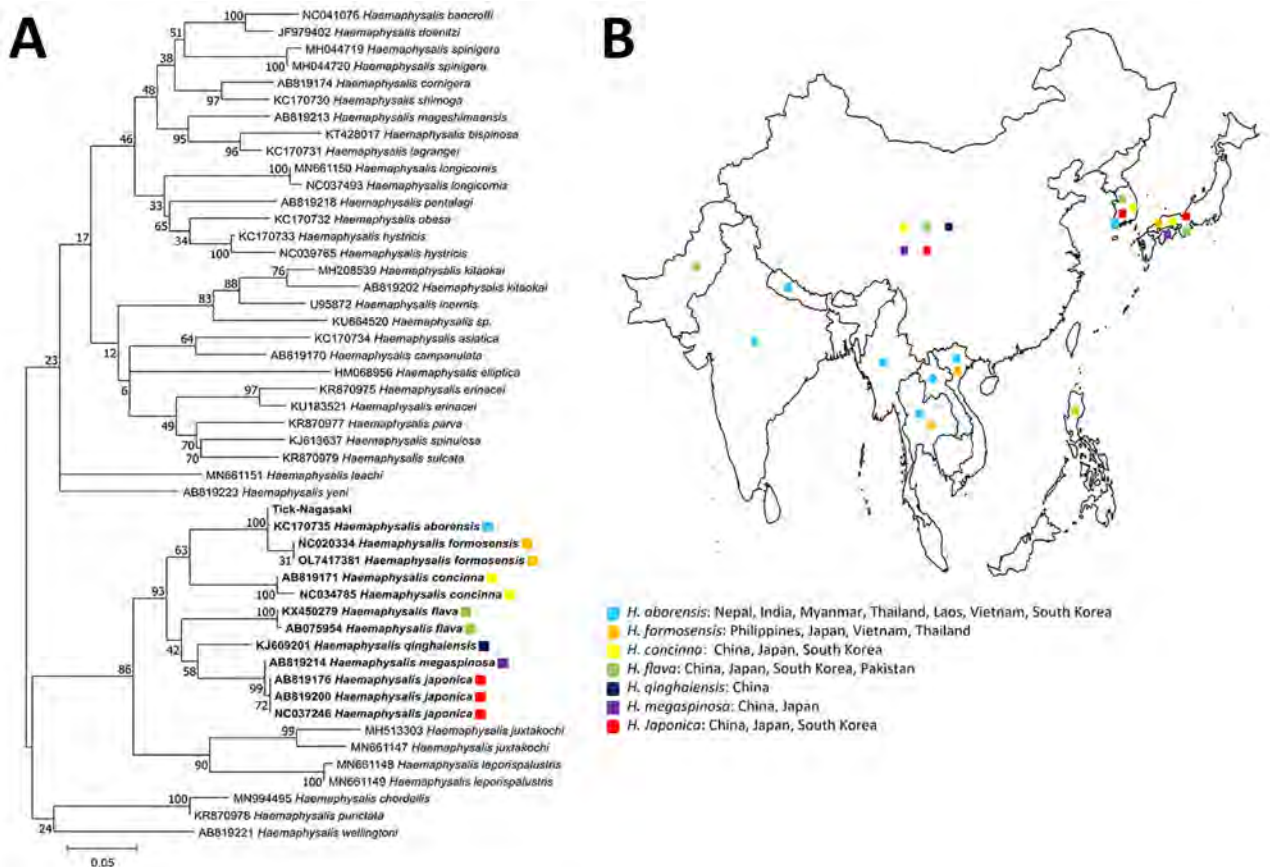 A
B
100 NC041076 Haemaphysalis bancrofti
51
JF979402 Haemaphysalis doenitzi
38
MH044719 Haemaphysalis spinigera
100 MH044720 Haemaphysalis spinigera
48
AB819174 Haemaphysalis cornigera
97 KC170730 Haemaphysalis shimoga
46
AB819213 Haemaphysalis mageshimaensis
95
KT428017 Haemaphysalis bispinosa
96 KC170731 Haemaphysalis lagrangei
MN661150 Haemaphysalis longicornis
100 NC037493 Haemaphysalis longicornis
33
AB819218 Haemaphysalis pentalagi
65
KC170732 Haemaphysalis obesa
34
KC170733 Haemaphysalis hystricis
100 NC039765 Haemaphysalis hystricis
17
76 MH208539 Haemaphysalis kitaokai
88
AB819202 Haemaphysalis kitaokai
83
U95872 Haemaphysalis inermis
KU664520 Haemaphysalis sp.
12
64 KC170734 Haemaphysalis asiatica
AB819170 Haemaphysalis campanulata
23
HM068956 Haemaphysalis elliptica
6
97 KR870975 Haemaphysalis erinacei
KU183521 Haemaphysalis erinacei
49
KR870977 Haemaphysalis parva
70
KJ613637 Haemaphysalis spinulosa
70 KR870979 Haemaphysalis sulcata
MN661151 Haemaphysalis leachi
AB819223 Haemaphysalis yeni
Tick-Nagasaki
100 KC170735 Haemaphysalis aborensis
63
NC020334 Haemaphysalis formosensis
31 OL7417381 Haemaphysalis formosensis
93
AB819171 Haemaphysalis concinna
100 NC034785 Haemaphysalis concinna
100 KX450279 Haemaphysalis flava
AB075954 Haemaphysalis flava
42
KJ609201 Haemaphysalis qinghaiensis
58
AB819214 Haemaphysalis megaspinosa
86
99 AB819176 Haemaphysalis japonica
AB819200 Haemaphysalis japonica
72 NC037246 Haemaphysalis japonica
99 MH513303 Haemaphysalis juxtakochi
MN661147 Haemaphysalis juxtakochi
90
MN661148 Haemaphysalis leporispalustris
100 MN661149 Haemaphysalis leporispalustris
100 MN994495 Haemaphysalis chordeilis
KR870978 Haemaphysalis punctata
24
AB819221 Haemaphysalis wellingtoni
0.05
H. aborensis: Nepal, India, Myanmar, Thailand, Laos, Vietnam, South Korea
H. formosensis: Philippines, Japan, Vietnam, Thailand
H. concinna: China, Japan, South Korea
H. flava: China, Japan, South Korea, Pakistan
H. qinghaiensis: China
H. megaspinosa: China, Japan
H. Japonica: China, Japan, South Korea